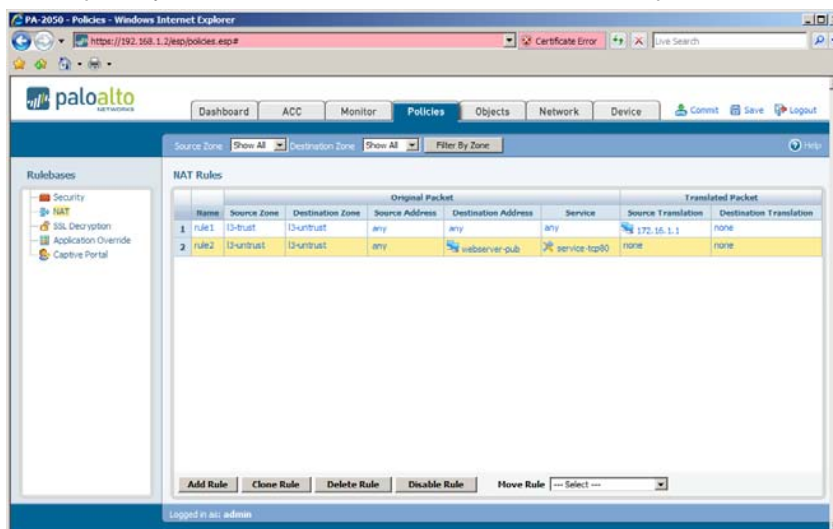 PA-2050 - Policies - Windows Internet Explorer
https://192.168.1.2/esp/policies.esp#
Certificate Error
Live Search
paloalto
NETWORKS
Dashboard
ACC
Monitor
Policies
Objects
Network
Device
Commit
Save
Logout
Source Zone
Show All
Destination Zone
Show All
Filter By Zone
Help
Rulebases
Security
NAT
SSL Decryption
Application Override
Captive Portal
NAT Rules
Original Packet
Translated Packet
Name Source Zone Destination Zone Source Address Destination Address Service Source Translation Destination Translation
1 rule1 l3-trust l3-untrust any any any 172.16.1.1 none
2 rule2 l3-untrust l3-untrust any webserver-pub service-tcp80 none none
Add Rule
Clone Rule
Delete Rule
Disable Rule
Move Rule
--- Select ---
Logged in as: admin